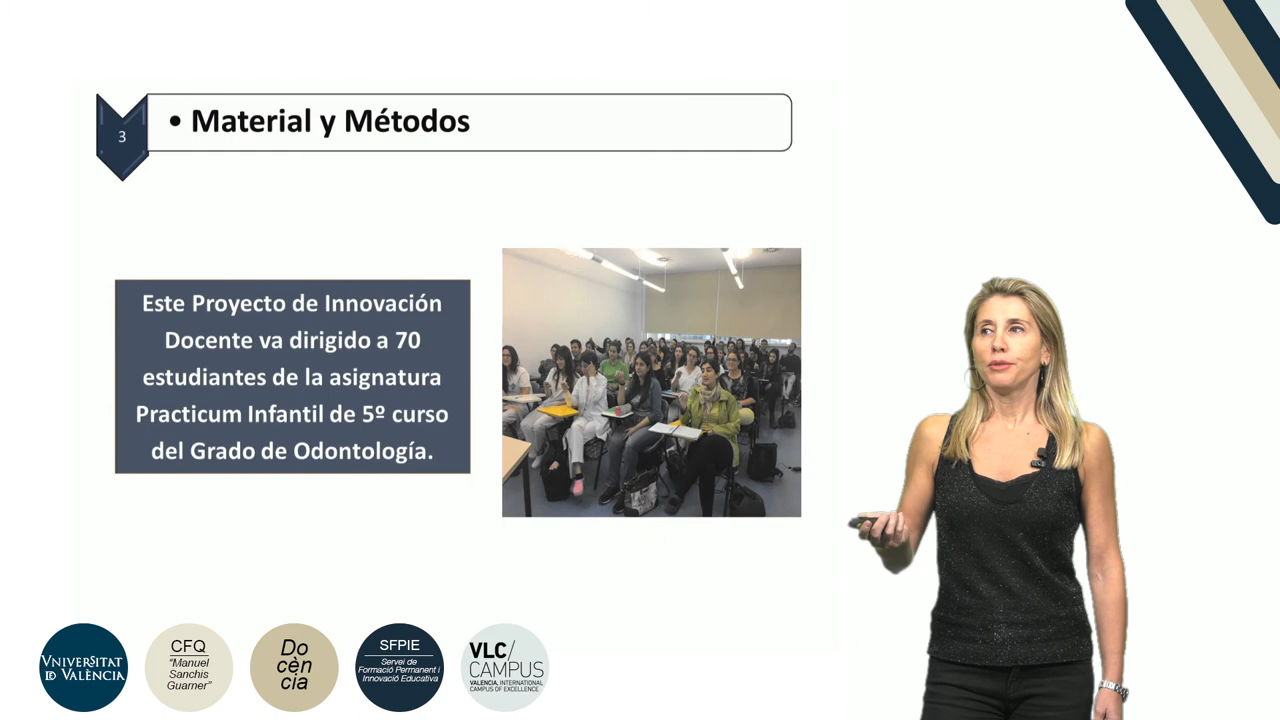 3
• Material y Métodos
Este Proyecto de Innovación
Docente va dirigido a 70
estudiantes de la asignatura
Practicum Infantil de 5º curso
del Grado de Odontología.
VNIVERSITAT
ID VALÈNCIA
CFQ
"Manuel
Sanchis
Guarner"
Do
cèn
cia
SFPIE
Servei de
Formació Permanent i
Innovació Educativa
VLC/
CAMPUS
VALENCIA, INTERNATIONAL
CAMPUS OF EXCELLENCE